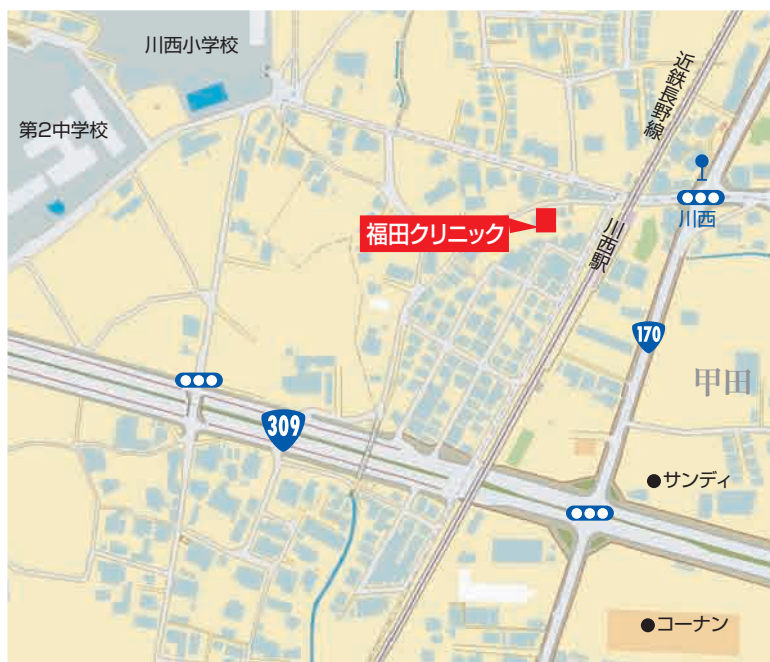 川西小学校
近鉄長野線
第2中学校
福田クリニック
川西駅
川西
170
甲田
309
サンディ
コーナン